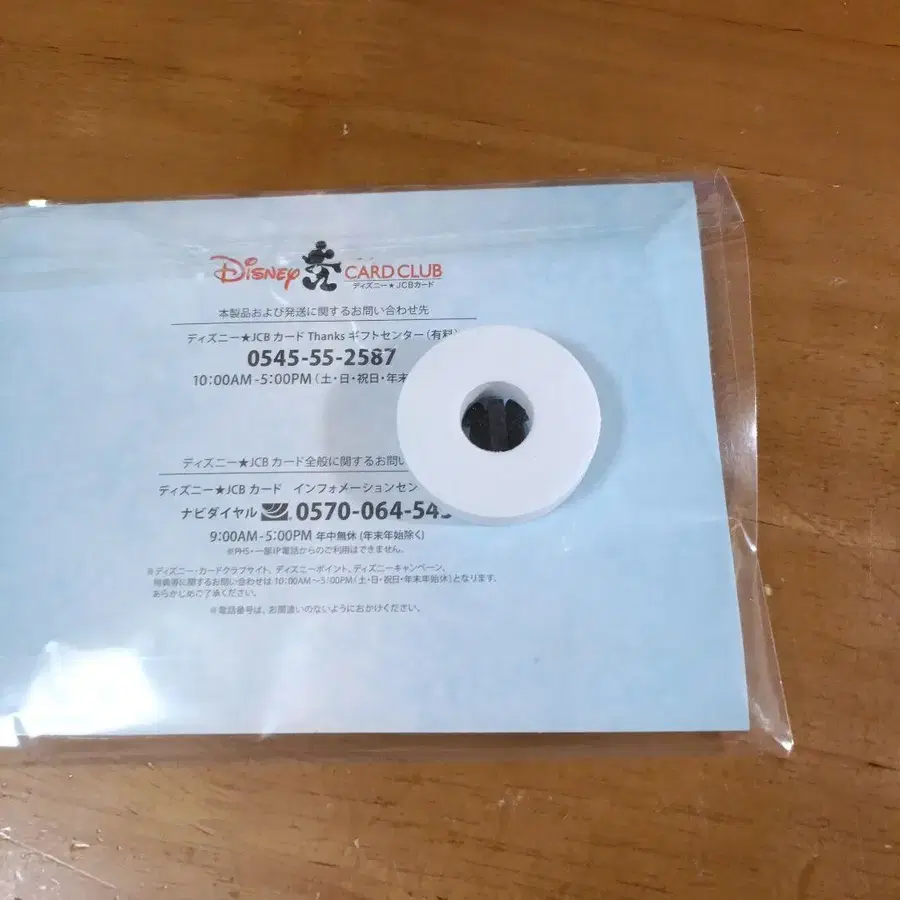 DISNEY CARD CLUB
ディズニー★JCBカード
本製品および発送に関するお問い合わせ先
ディズニー★JCB カード Thanks ギフトセンター(有料)
0545-55-2587
10:00AM-5:00PM(土・日・祝日・年末
ディズニー★JCB カード全般に関するお問い
ディズニー★JCB カード インフォメーションセン
ナビダイヤル 0570-064-54
9:00AM-5:00PM 年中無休(年末年始除く)
※PHS・一部IP電話からのご利用はできません。
※ディズニー・カードクラブサイト、ディズニーポイント、ディズニーキャンペーン、
特典等に関するお問い合わせは 10:00AM〜5:00PM(土・日・祝日・年末年始休)となります。
あらかじめご了承ください。
※電話番号は、お間違いのないようにおかけください。